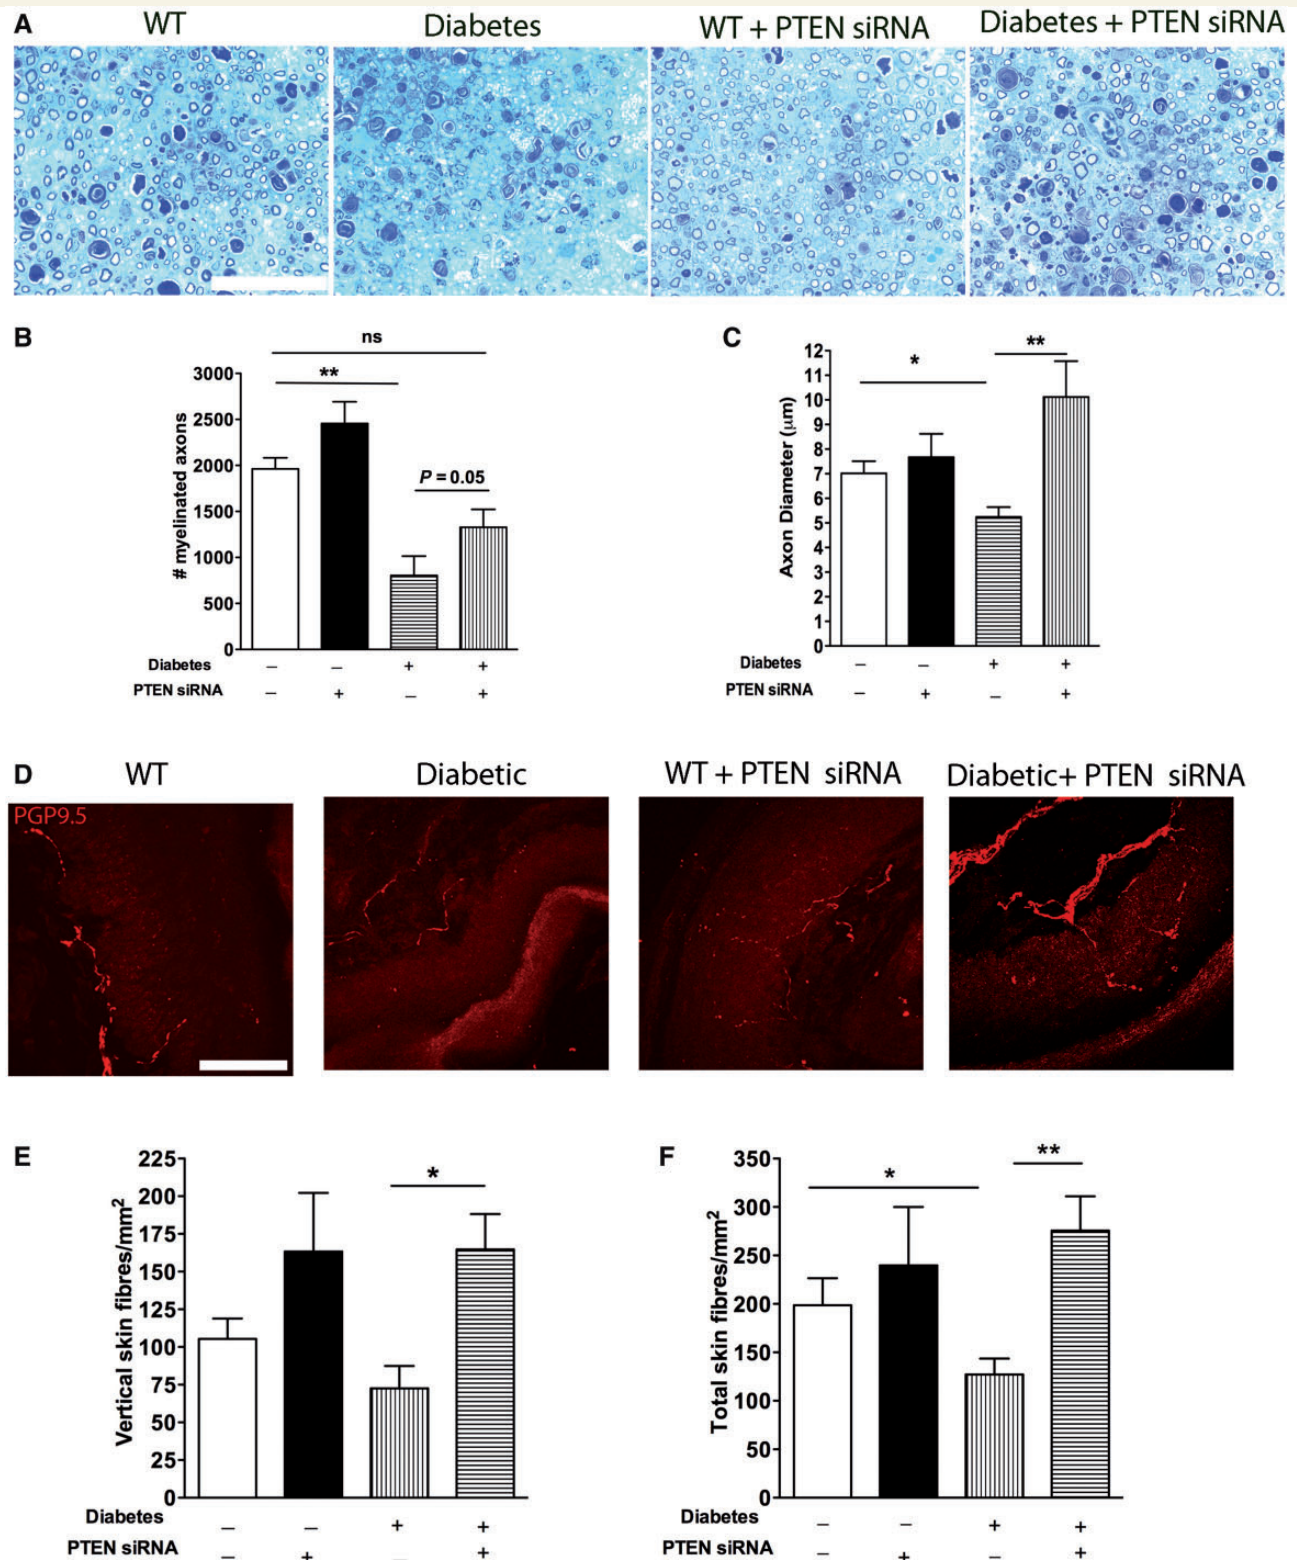 A
WT
Diabetes
WT + PTEN siRNA
Diabetes + PTEN siRNA
B
ns
**
P = 0.05
# myelinated axons
3000
2500
2000
1500
1000
500
0
Diabetes – – + +
PTEN siRNA – + – +
C
*
**
Axon Diameter (μm)
12
11
10
9
8
7
6
5
4
3
2
1
0
Diabetes – – + +
PTEN siRNA – + – +
D
WT
Diabetic
WT + PTEN siRNA
Diabetic+ PTEN siRNA
PGP9.5
E
*
Vertical skin fibres/mm²
225
200
175
150
125
100
75
50
25
0
Diabetes – – + +
PTEN siRNA – + – +
F
*
**
Total skin fibres/mm²
350
300
250
200
150
100
50
0
Diabetes – – + +
PTEN siRNA – + – +